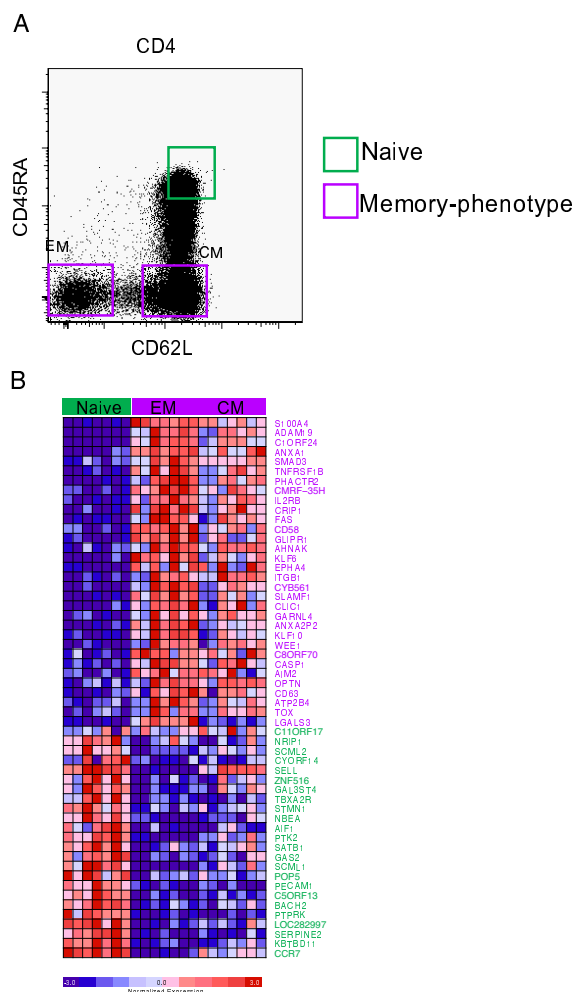 A
CD4
CD45RA
Naive
Memory-phenotype
EM
CM
CD62L
B
Naive EM CM
S100A4
ADAM19
C1ORF24
ANXA1
SMAD3
TNFRSF1B
PHACTR2
CMRF-35H
IL2RB
CRIP1
FAS
CD58
GLIPR1
AHNAK
KLF6
EPHA4
ITGB1
CYB561
SLAMF1
CLIC1
GARNL4
ANXA2P2
KLF10
WEE1
C8ORF70
CASP1
AIM2
OPTN
CD63
ATP2B4
TOX
LGALS3
C11ORF17
NRIP1
SCML2
CYORF14
SELL
ZNF516
GAL3ST4
TBXA2R
STMN1
NBEA
AIF1
PTK2
SATB1
GAS2
SCML1
POP5
PECAM1
C5ORF13
BACH2
PTPRK
LOC282997
SERPINE2
KBTBD11
CCR7
-3.0 0.0 3.0
Normalized Expression